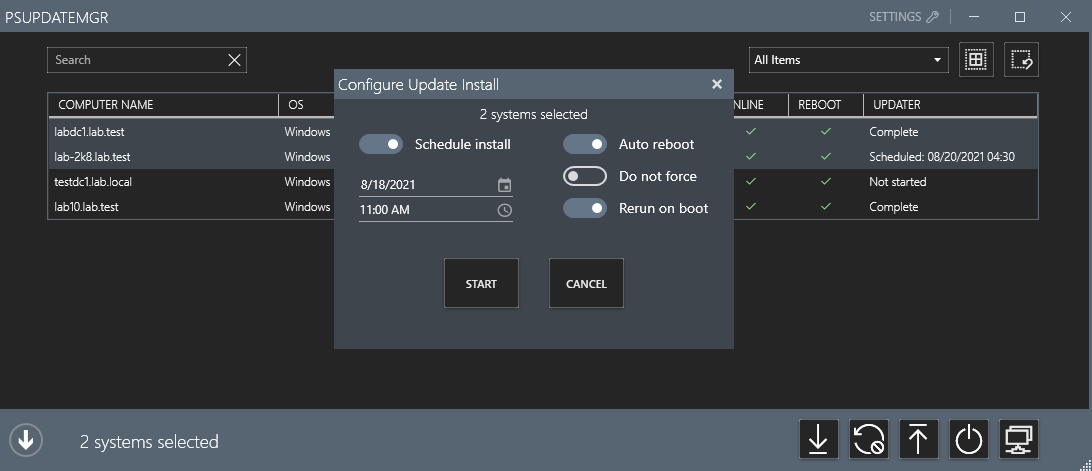 PSUPDATEMGR SETTINGS
Search All Items
Configure Update Install
2 systems selected
COMPUTER NAME OS NLINE REBOOT UPDATER
labdc1.lab.test Windows Complete
lab-2k8.lab.test Windows Scheduled: 08/20/2021 04:30
testdc1.lab.local Windows Not started
lab10.lab.test Windows Complete
Schedule install Auto reboot
8/18/2021 Do not force
11:00 AM Rerun on boot
START CANCEL
2 systems selected